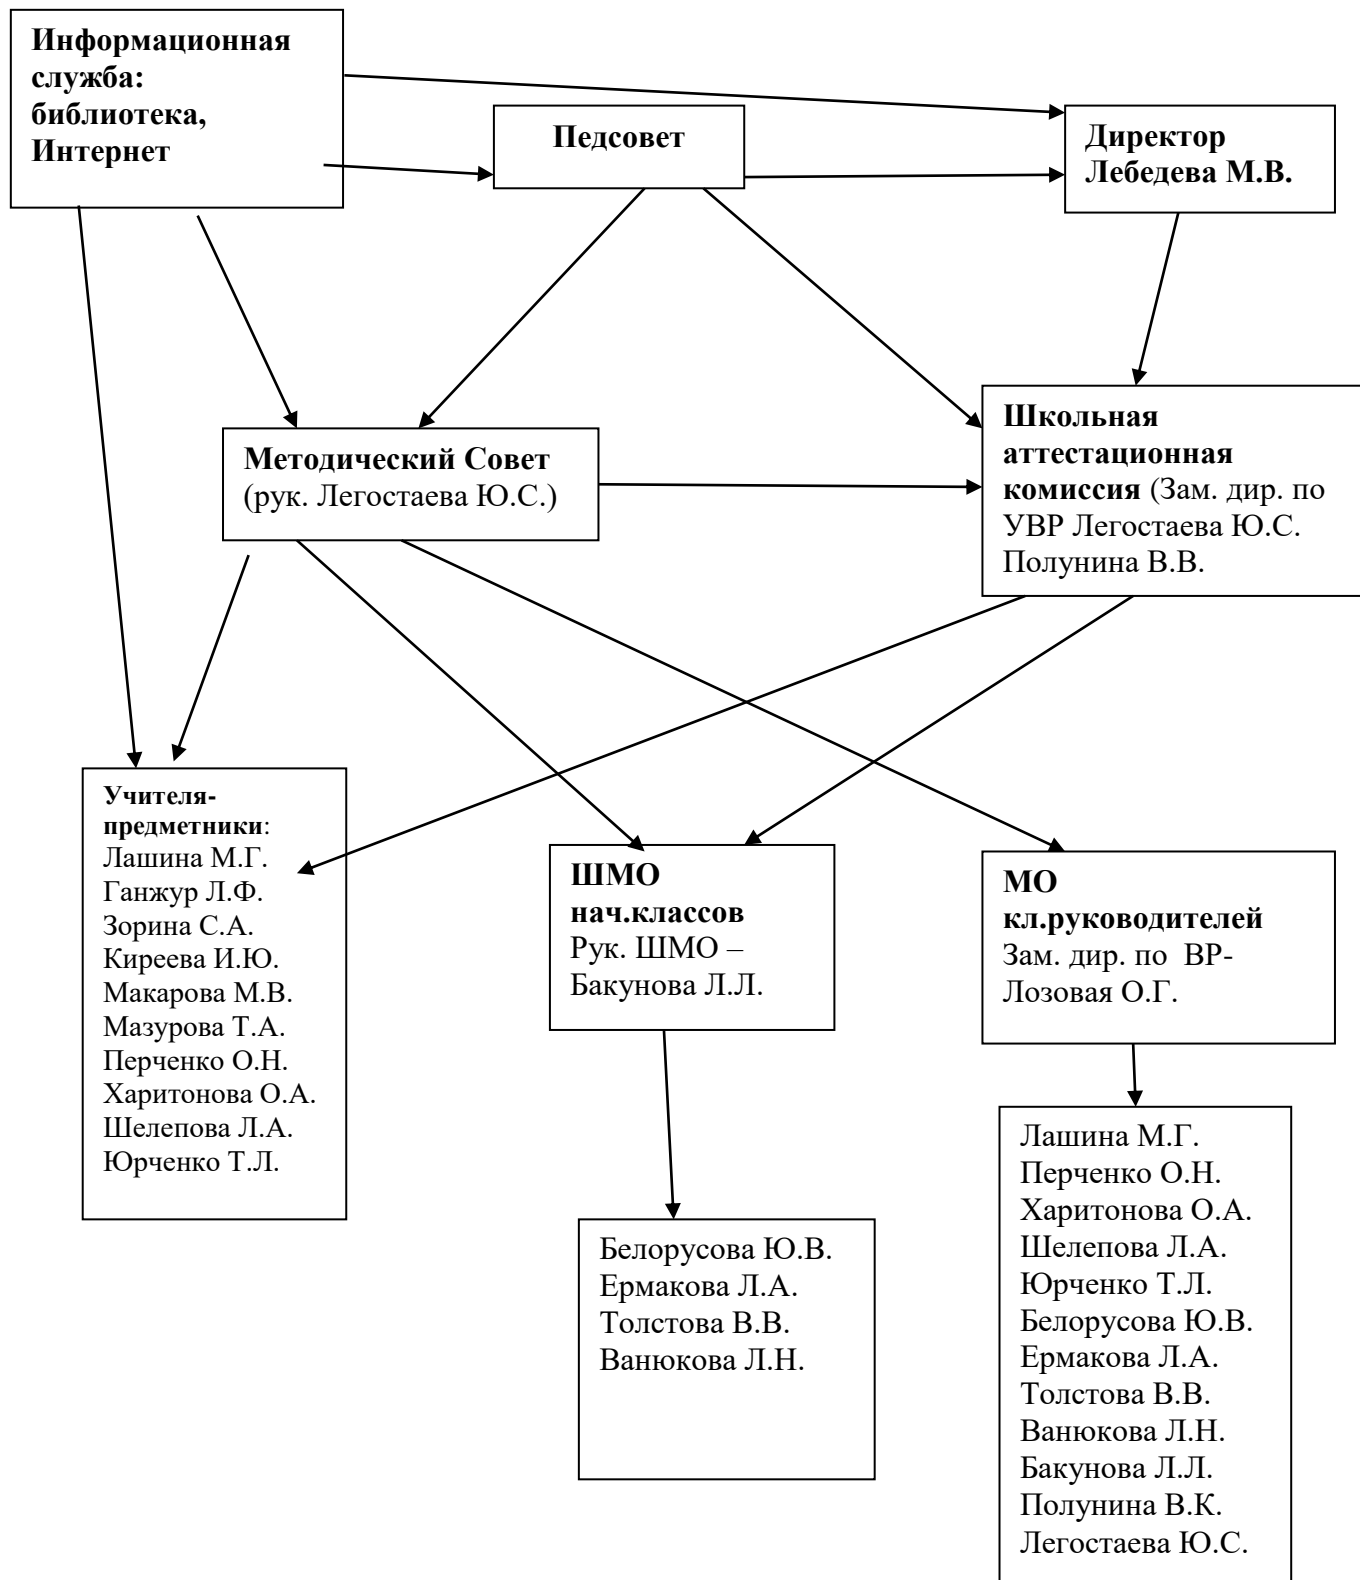 Информационная
служба:
библиотека,
Интернет
Педсовет
Директор
Лебедева М.В.
Методический Совет
(рук. Легостаева Ю.С.)
Школьная
аттестационная
комиссия (Зам. дир. по
УВР Легостаева Ю.С.
Полунина В.В.
Учителя-
предметники:
Лашина М.Г.
Ганжур Л.Ф.
Зорина С.А.
Киреева И.Ю.
Макарова М.В.
Мазурова Т.А.
Перченко О.Н.
Харитонова О.А.
Шелепова Л.А.
Юрченко Т.Л.
ШМО
нач.классов
Рук. ШМО –
Бакунова Л.Л.
МО
кл.руководителей
Зам. дир. по  ВР-
Лозовая О.Г.
Белорусова Ю.В.
Ермакова Л.А.
Толстова В.В.
Ванюкова Л.Н.
Лашина М.Г.
Перченко О.Н.
Харитонова О.А.
Шелепова Л.А.
Юрченко Т.Л.
Белорусова Ю.В.
Ермакова Л.А.
Толстова В.В.
Ванюкова Л.Н.
Бакунова Л.Л.
Полунина В.К.
Легостаева Ю.С.